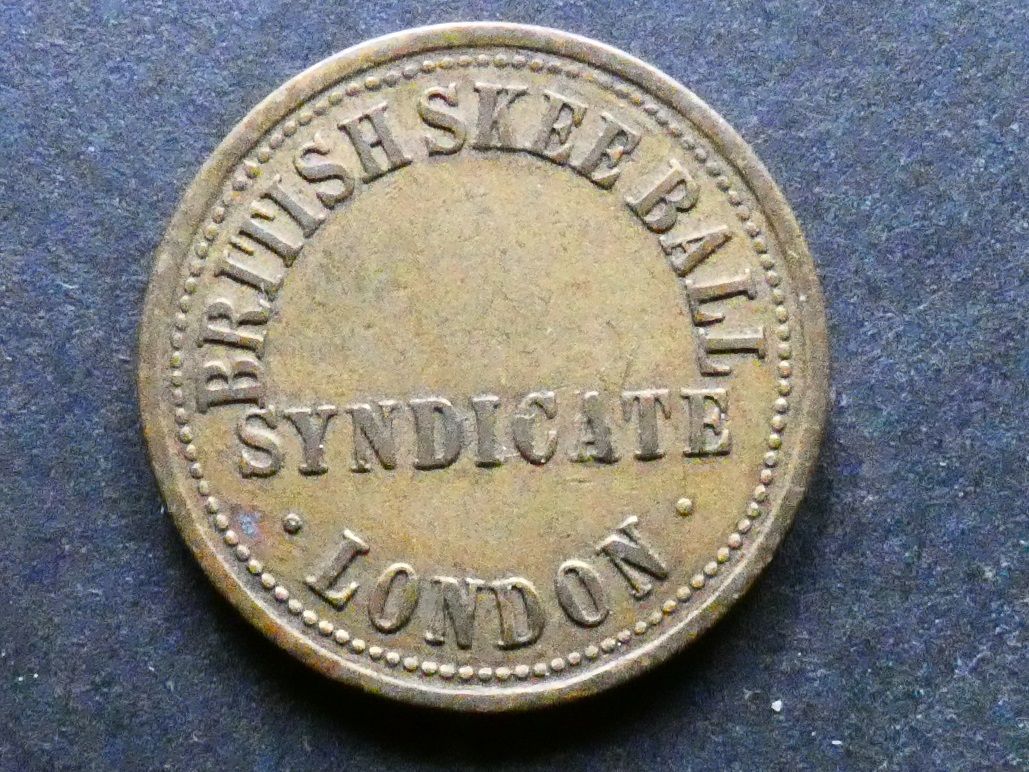 BRITISH SKEE BALL
SYNDICATE
· LONDON ·